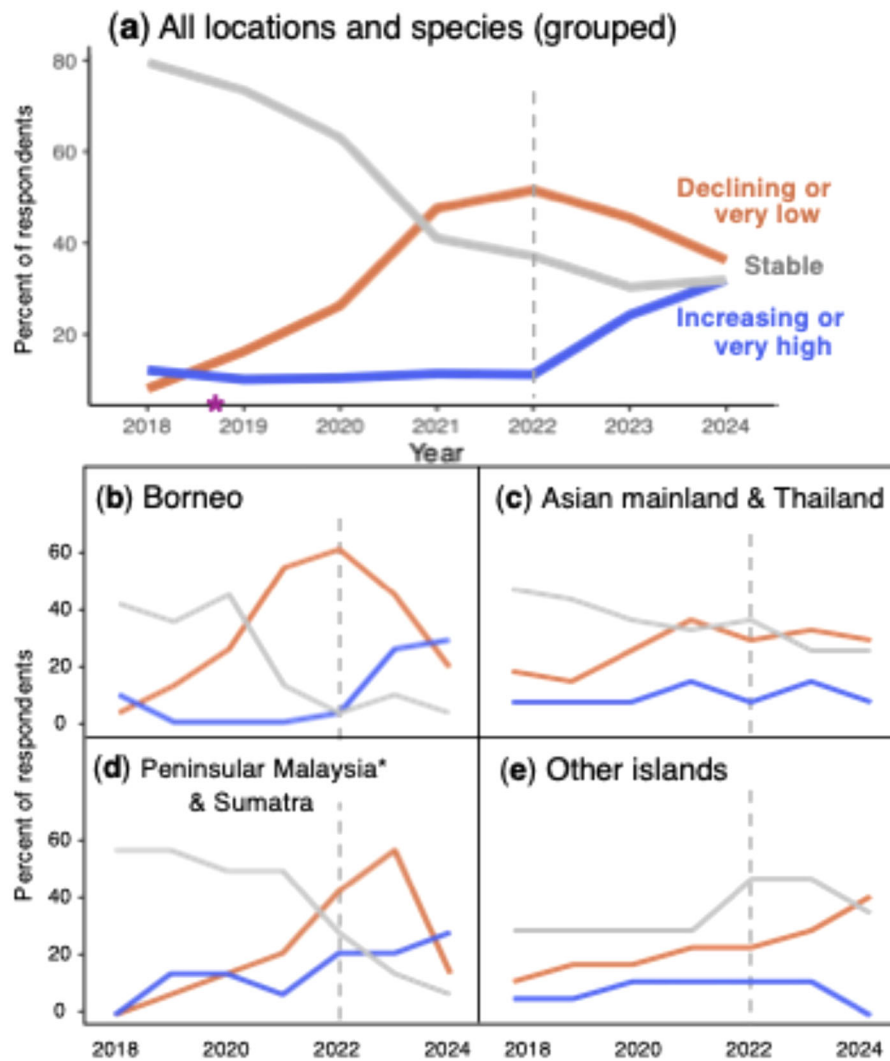 (a) All locations and species (grouped)
Percent of respondents
80
60
40
20
Declining or
very low
Stable
Increasing or
very high
*
2018 2019 2020 2021 2022 2023 2024
Year
(b) Borneo
(c) Asian mainland & Thailand
Percent of respondents
60
40
20
0
(d) Peninsular Malaysia*
& Sumatra
(e) Other islands
60
40
20
0
2018 2020 2022 2024 2018 2020 2022 2024